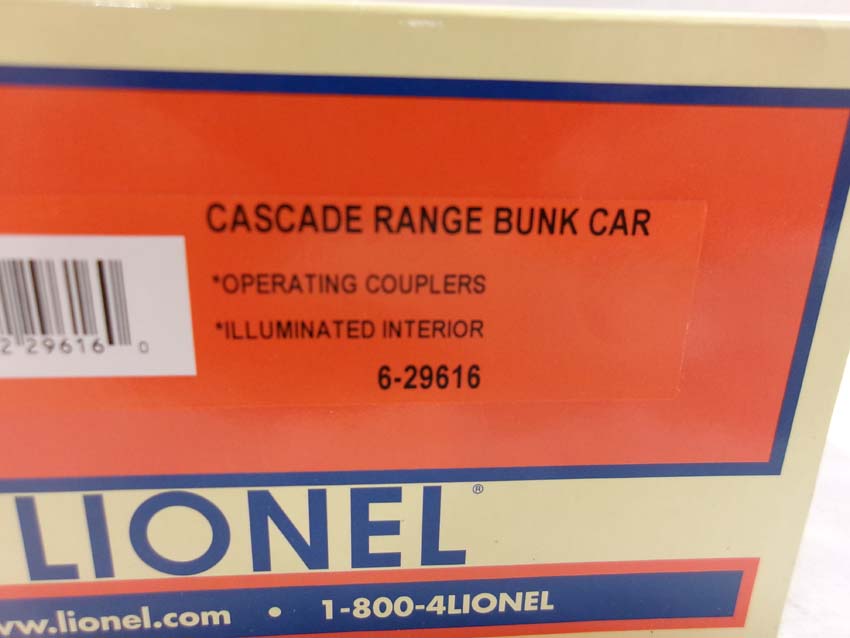 CASCADE RANGE BUNK CAR
*OPERATING COUPLERS
*ILLUMINATED INTERIOR
6-29616
2 29616 0
LIONEL®
www.lionel.com • 1-800-4LIONEL